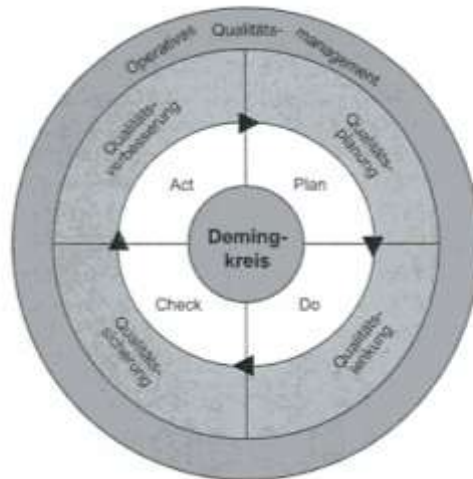 Operatives Qualitäts-management
Qualitäts-
verbesserung
Qualitäts-
planung
Act
Plan
Deming-
kreis
Check
Do
Qualitäts-
sicherung
Qualitäts-
lenkung